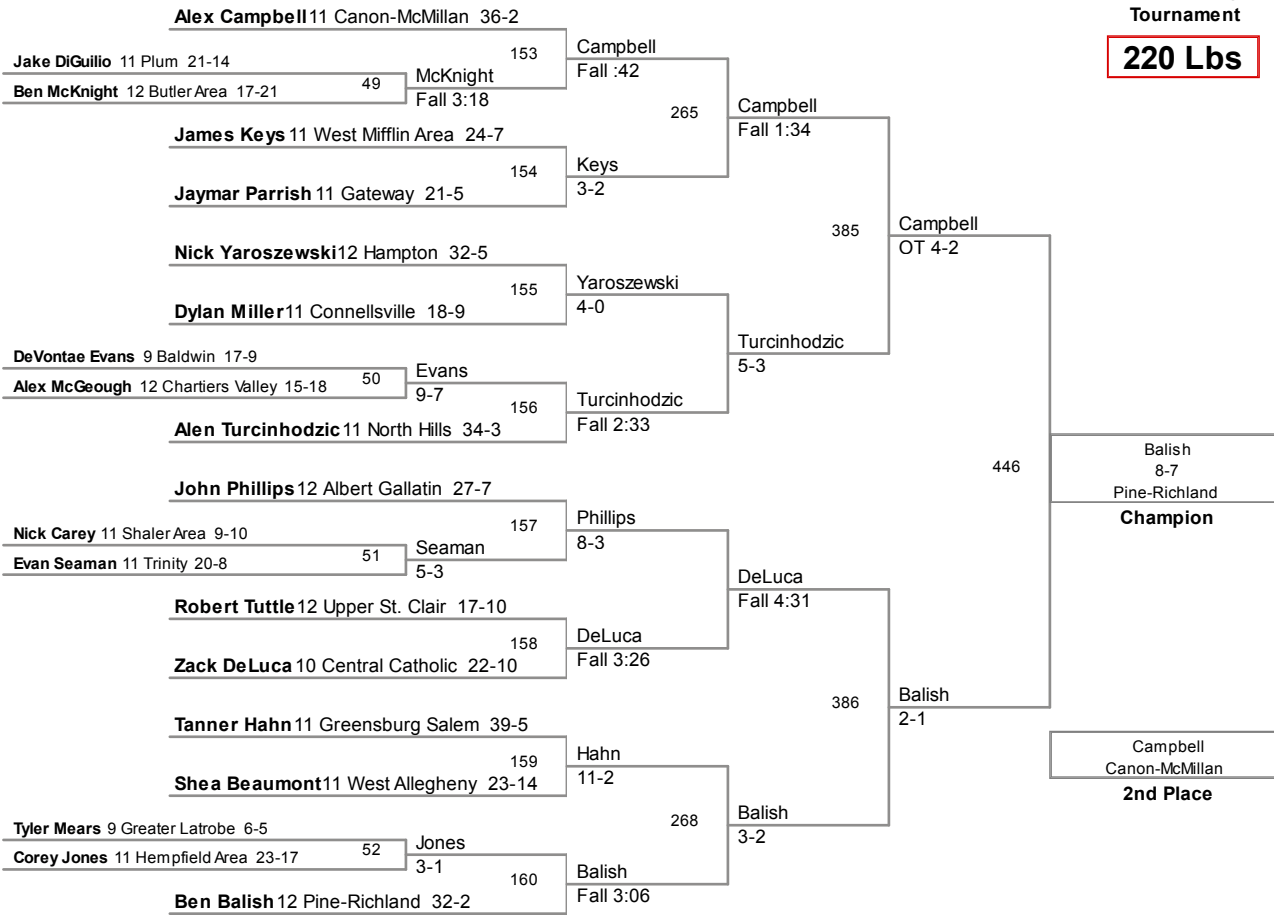 Tournament
220 Lbs
Alex Campbell 11 Canon-McMillan 36-2
153
Campbell
Fall :42
Jake DiGuilio 11 Plum 21-14
Ben McKnight 12 Butler Area 17-21
49
McKnight
Fall 3:18
265
Campbell
Fall 1:34
James Keys 11 West Mifflin Area 24-7
154
Keys
3-2
Jaymar Parrish 11 Gateway 21-5
385
Campbell
OT 4-2
Nick Yaroszewski 12 Hampton 32-5
155
Yaroszewski
4-0
Dylan Miller 11 Connellsville 18-9
Turcinhodzic
5-3
DeVontae Evans 9 Baldwin 17-9
Alex McGeough 12 Chartiers Valley 15-18
50
Evans
9-7
156
Turcinhodzic
Fall 2:33
Alen Turcinhodzic 11 North Hills 34-3
446
Balish
8-7
Pine-Richland
Champion
John Phillips 12 Albert Gallatin 27-7
157
Phillips
8-3
Nick Carey 11 Shaler Area 9-10
Evan Seaman 11 Trinity 20-8
51
Seaman
5-3
DeLuca
Fall 4:31
Robert Tuttle 12 Upper St. Clair 17-10
158
DeLuca
Fall 3:26
Zack DeLuca 10 Central Catholic 22-10
386
Balish
2-1
Tanner Hahn 11 Greensburg Salem 39-5
159
Hahn
11-2
Shea Beaumont 11 West Allegheny 23-14
268
Balish
3-2
Tyler Mears 9 Greater Latrobe 6-5
Corey Jones 11 Hempfield Area 23-17
52
Jones
3-1
160
Balish
Fall 3:06
Ben Balish 12 Pine-Richland 32-2
Campbell
Canon-McMillan
2nd Place